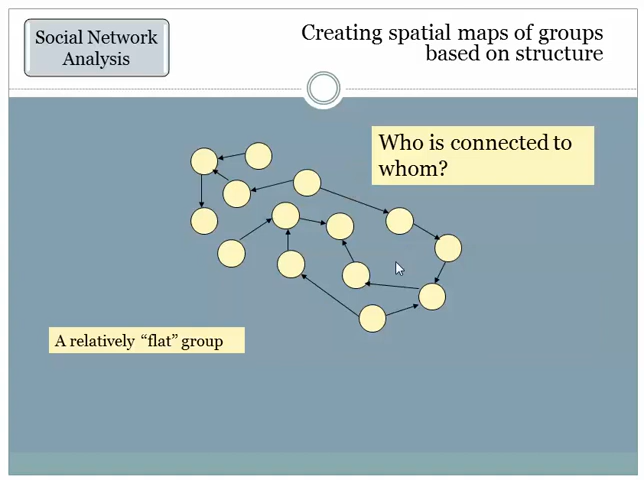 Social Network
Analysis
Creating spatial maps of groups
based on structure
Who is connected to
whom?
A relatively “flat” group